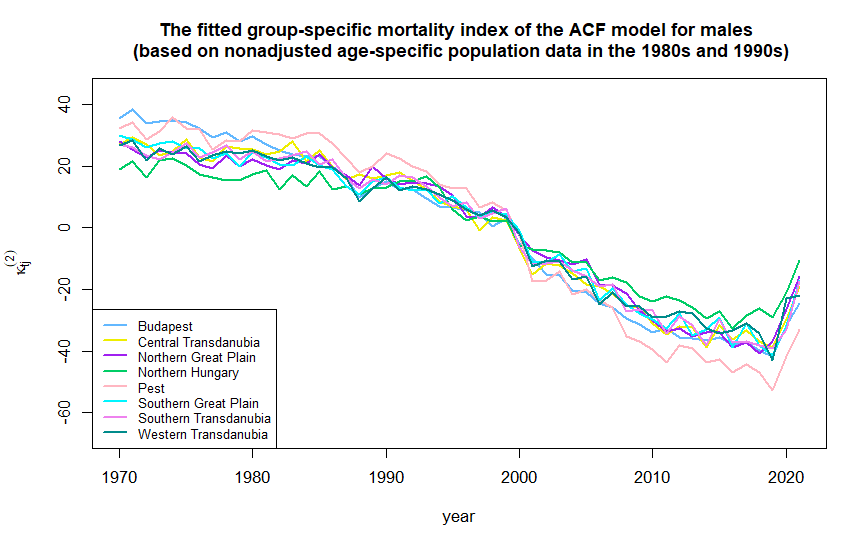 The fitted group-specific mortality index of the ACF model for males
(based on nonadjusted age-specific population data in the 1980s and 1990s)
40
20
0
-20
-40
-60
κ_tj^(2)
Budapest
Central Transdanubia
Northern Great Plain
Northern Hungary
Pest
Southern Great Plain
Southern Transdanubia
Western Transdanubia
1970
1980
1990
2000
2010
2020
year